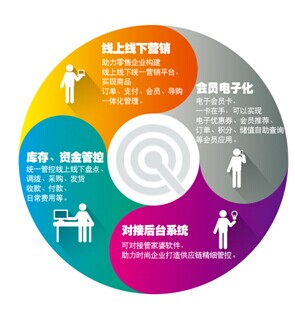 线上线下营销
助力零售企业构建
线上线下统一营销平台，
实现商品
订单、支付、会员、导购
一体化管理。
会员电子化
电子会员卡，
一卡在手，可以实现
电子优惠券、会员推荐、
订单、积分、储值自助查询
等会员应用。
库存、资金管控
统一管控线上线下盘点、
调拨、采购、发货
收款、付款、
日常费用等。
对接后台系统
可对接管家婆软件，
助力时尚企业打造供应链精细管控。